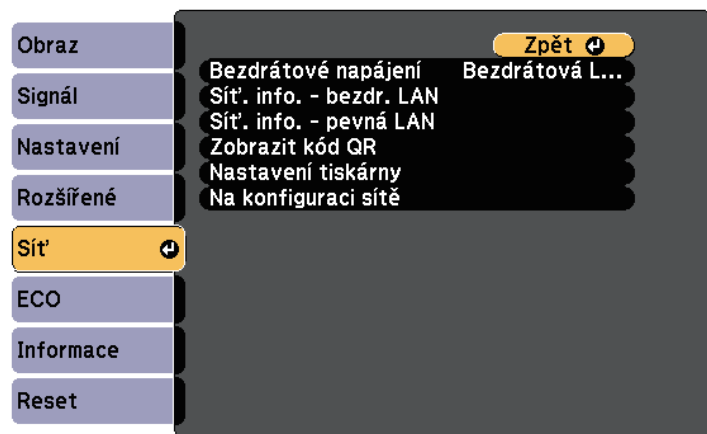 Obraz
Signál
Nastavení
Rozšířené
Síť
ECO
Informace
Reset
Zpět
Bezdrátové napájení Bezdrátová L...
Síť. info. - bezdr. LAN
Síť. info. - pevná LAN
Zobrazit kód QR
Nastavení tiskárny
Na konfiguraci sítě